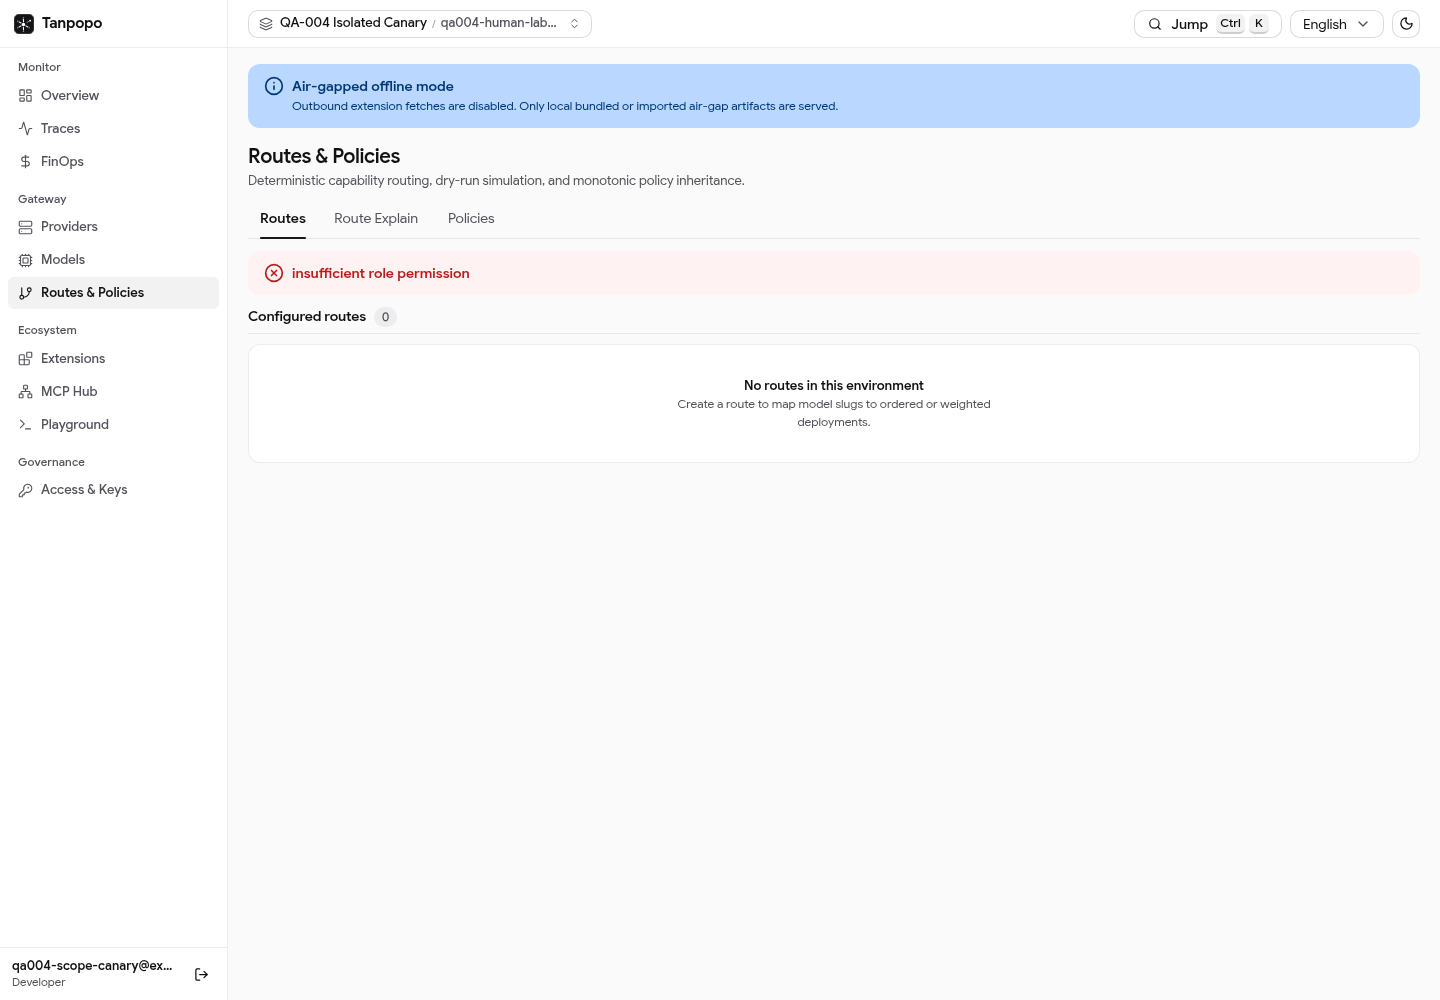 Tanpopo
QA-004 Isolated Canary / qa004-human-lab...
Jump Ctrl K
English
Monitor
Overview
Traces
FinOps
Gateway
Providers
Models
Routes & Policies
Ecosystem
Extensions
MCP Hub
Playground
Governance
Access & Keys
qa004-scope-canary@ex...
Developer
Air-gapped offline mode
Outbound extension fetches are disabled. Only local bundled or imported air-gap artifacts are served.
Routes & Policies
Deterministic capability routing, dry-run simulation, and monotonic policy inheritance.
Routes Route Explain Policies
insufficient role permission
Configured routes 0
No routes in this environment
Create a route to map model slugs to ordered or weighted
deployments.